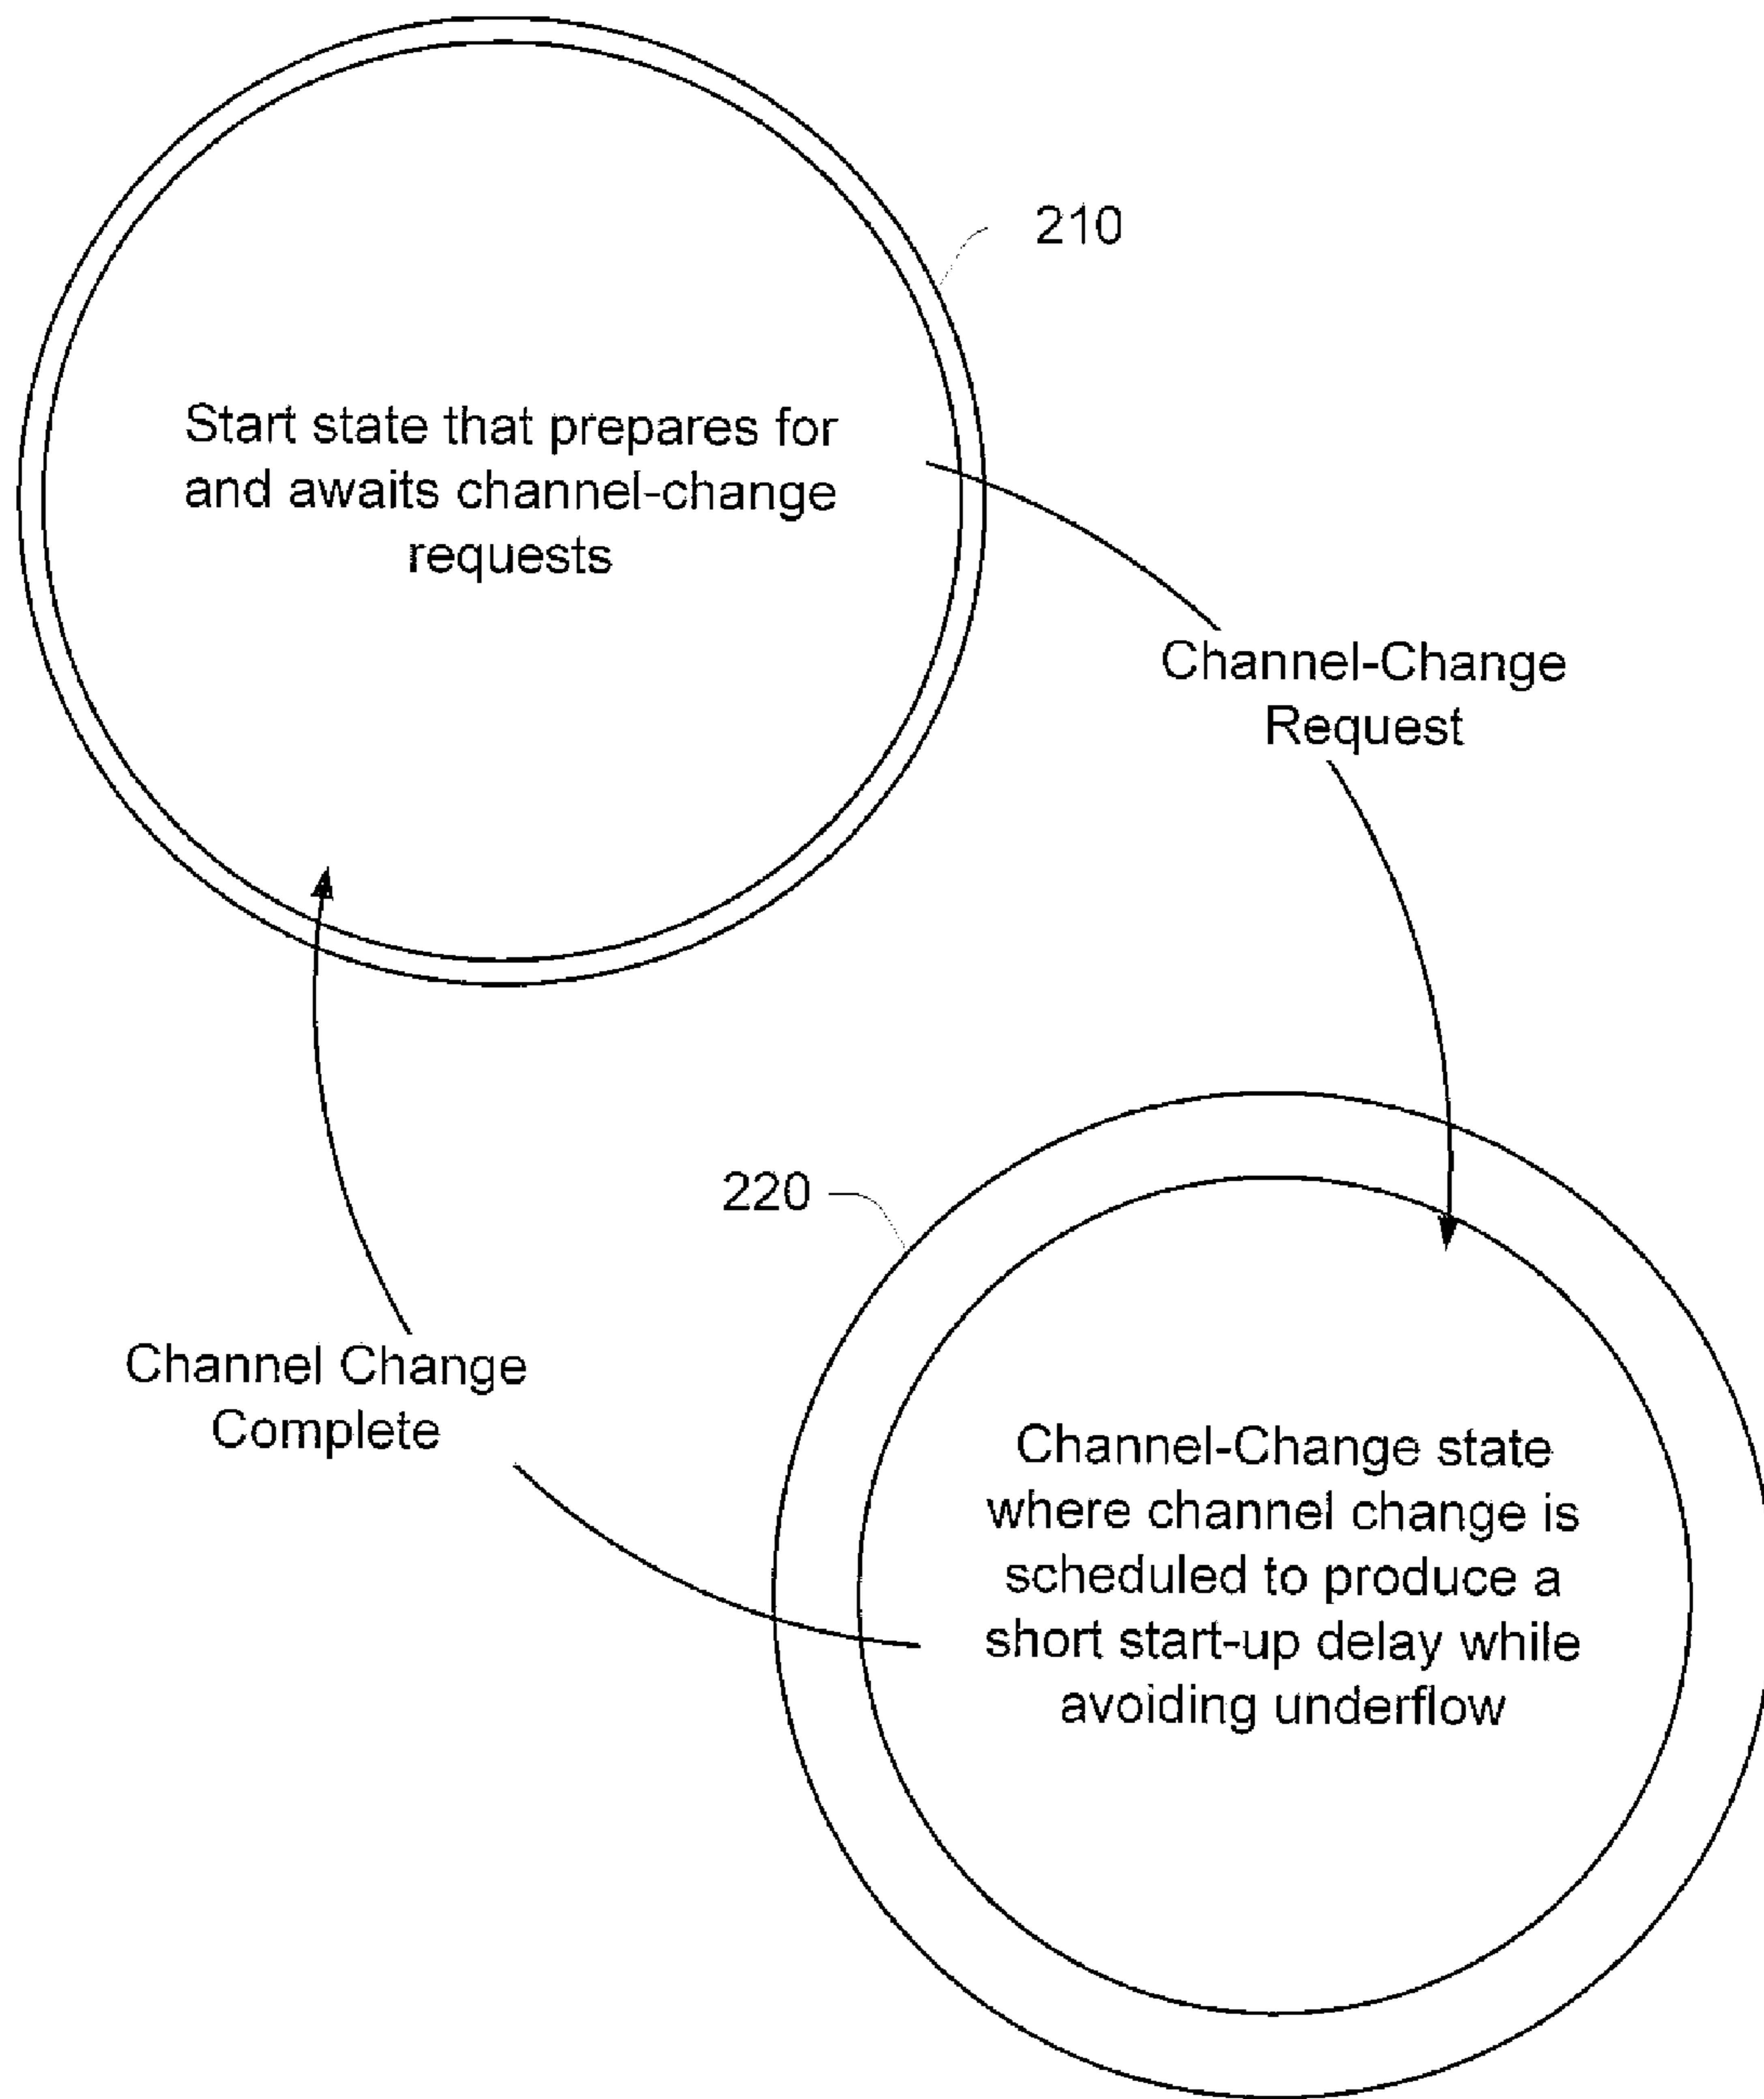 210
Start state that prepares for
and awaits channel-change
requests
Channel-Change
Request
220
Channel Change
Complete
Channel-Change state
where channel change is
scheduled to produce a
short start-up delay while
avoiding underflow